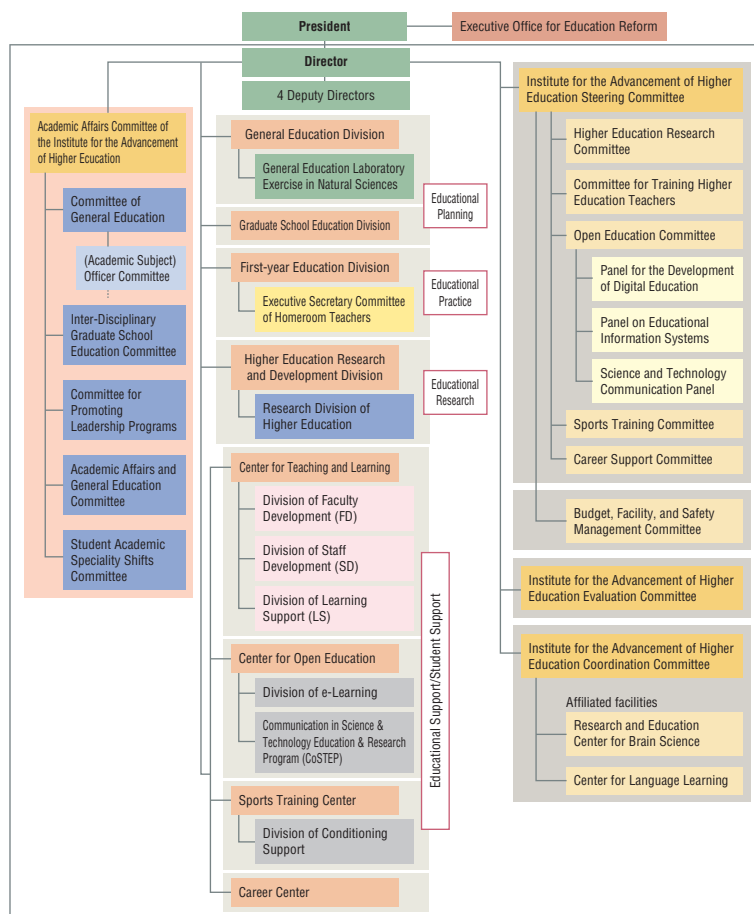 President
Executive Office for Education Reform
Director
4 Deputy Directors
Academic Affairs Committee of
the Institute for the Advancement
of Higher Ecucation
Committee of
General Education
(Academic Subject)
Officer Committee
Inter-Disciplinary
Graduate School
Education Committee
Committee for
Promoting
Leadership Programs
Academic Affairs and
General Education
Committee
Student Academic
Speciality Shifts
Committee
General Education Division
General Education Laboratory
Exercise in Natural Sciences
Graduate School Education Division
Educational
Planning
First-year Education Division
Executive Secretary Committee
of Homeroom Teachers
Educational
Practice
Higher Education Research
and Development Division
Research Division of
Higher Education
Educational
Research
Center for Teaching and Learning
Division of Faculty
Development (FD)
Division of Staff
Development (SD)
Division of Learning
Support (LS)
Center for Open Education
Division of e-Learning
Communication in Science &
Technology Education & Research
Program (CoSTEP)
Sports Training Center
Division of Conditioning
Support
Career Center
Educational Support/Student Support
Institute for the Advancement of Higher
Education Steering Committee
Higher Education Research
Committee
Committee for Training Higher
Education Teachers
Open Education Committee
Panel for the Development
of Digital Education
Panel on Educational
Information Systems
Science and Technology
Communication Panel
Sports Training Committee
Career Support Committee
Budget, Facility, and Safety
Management Committee
Institute for the Advancement of Higher
Education Evaluation Committee
Institute for the Advancement of Higher
Education Coordination Committee
Affiliated facilities
Research and Education
Center for Brain Science
Center for Language Learning